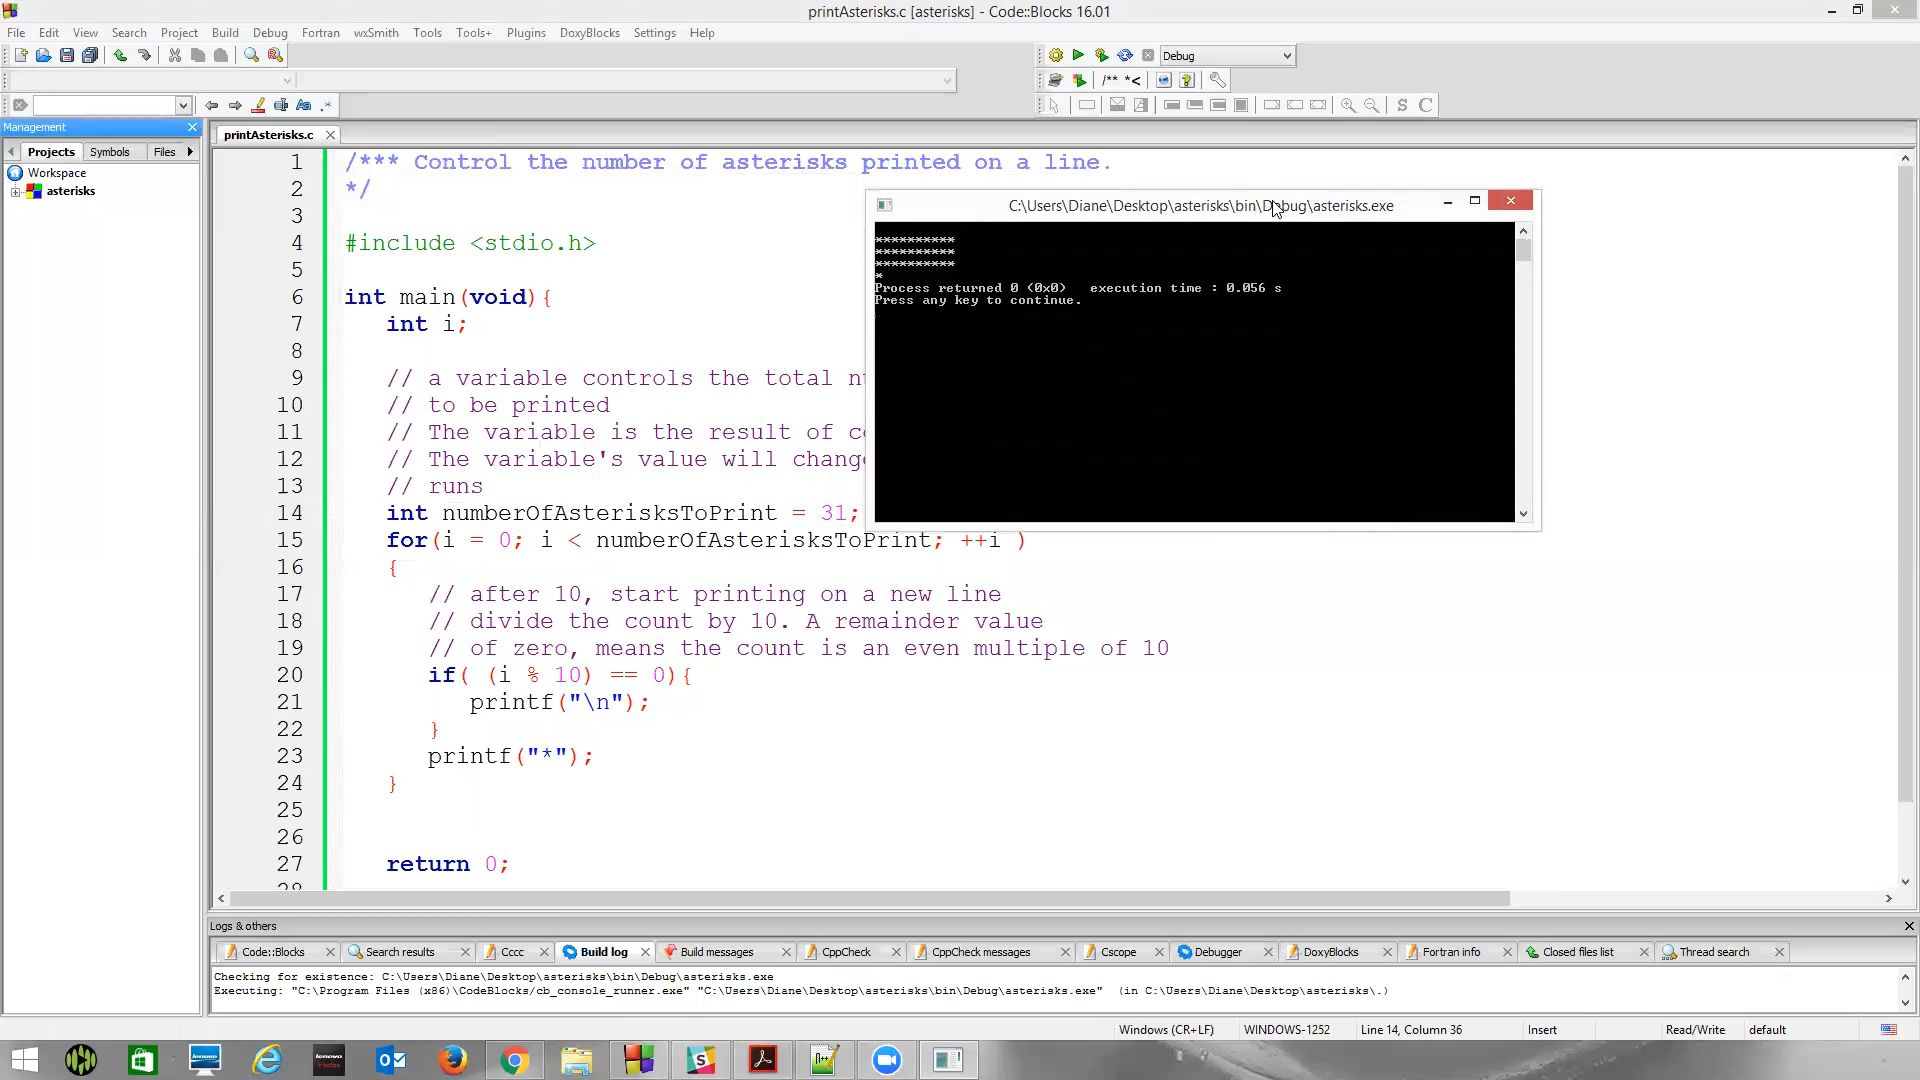 printAsterisks.c [asterisks] - Code::Blocks 16.01
File Edit View Search Project Build Debug Fortran wxSmith Tools Tools+ Plugins DoxyBlocks Settings Help
Debug
/** *<
Aa .*
S C
Management
Projects Symbols Files
Workspace
asterisks
printAsterisks.c
1 /*** Control the number of asterisks printed on a line.
2 */
3
4 #include <stdio.h>
5
6 int main(void){
7 int i;
8
9 // a variable controls the total
10 // to be printed
11 // The variable is the result of
12 // The variable's value will change
13 // runs
14 int numberOfAsterisksToPrint = 31;
15 for(i = 0; i < numberOfAsterisksToPrint; ++i )
16 {
17 // after 10, start printing on a new line
18 // divide the count by 10. A remainder value
19 // of zero, means the count is an even multiple of 10
20 if( (i % 10) == 0){
21 printf("\n");
22 }
23 printf("*");
24 }
25
26
27 return 0;
28
C:\Users\Diane\Desktop\asterisks\bin\Debug\asterisks.exe
**********
**********
**********
*
Process returned 0 (0x0) execution time : 0.056 s
Press any key to continue.
Logs & others
Code::Blocks Search results Cccc Build log Build messages CppCheck CppCheck messages Cscope Debugger DoxyBlocks Fortran info Closed files list Thread search
Checking for existence: C:\Users\Diane\Desktop\asterisks\bin\Debug\asterisks.exe
Executing: "C:\Program Files (x86)\CodeBlocks/cb_console_runner.exe" "C:\Users\Diane\Desktop\asterisks\bin\Debug\asterisks.exe" (in C:\Users\Diane\Desktop\asterisks\.)
Windows (CR+LF) WINDOWS-1252 Line 14, Column 36 Insert Read/Write default